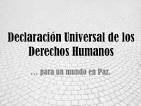 Declaración Universal de los
Derechos Humanos
… para un mundo en Paz.